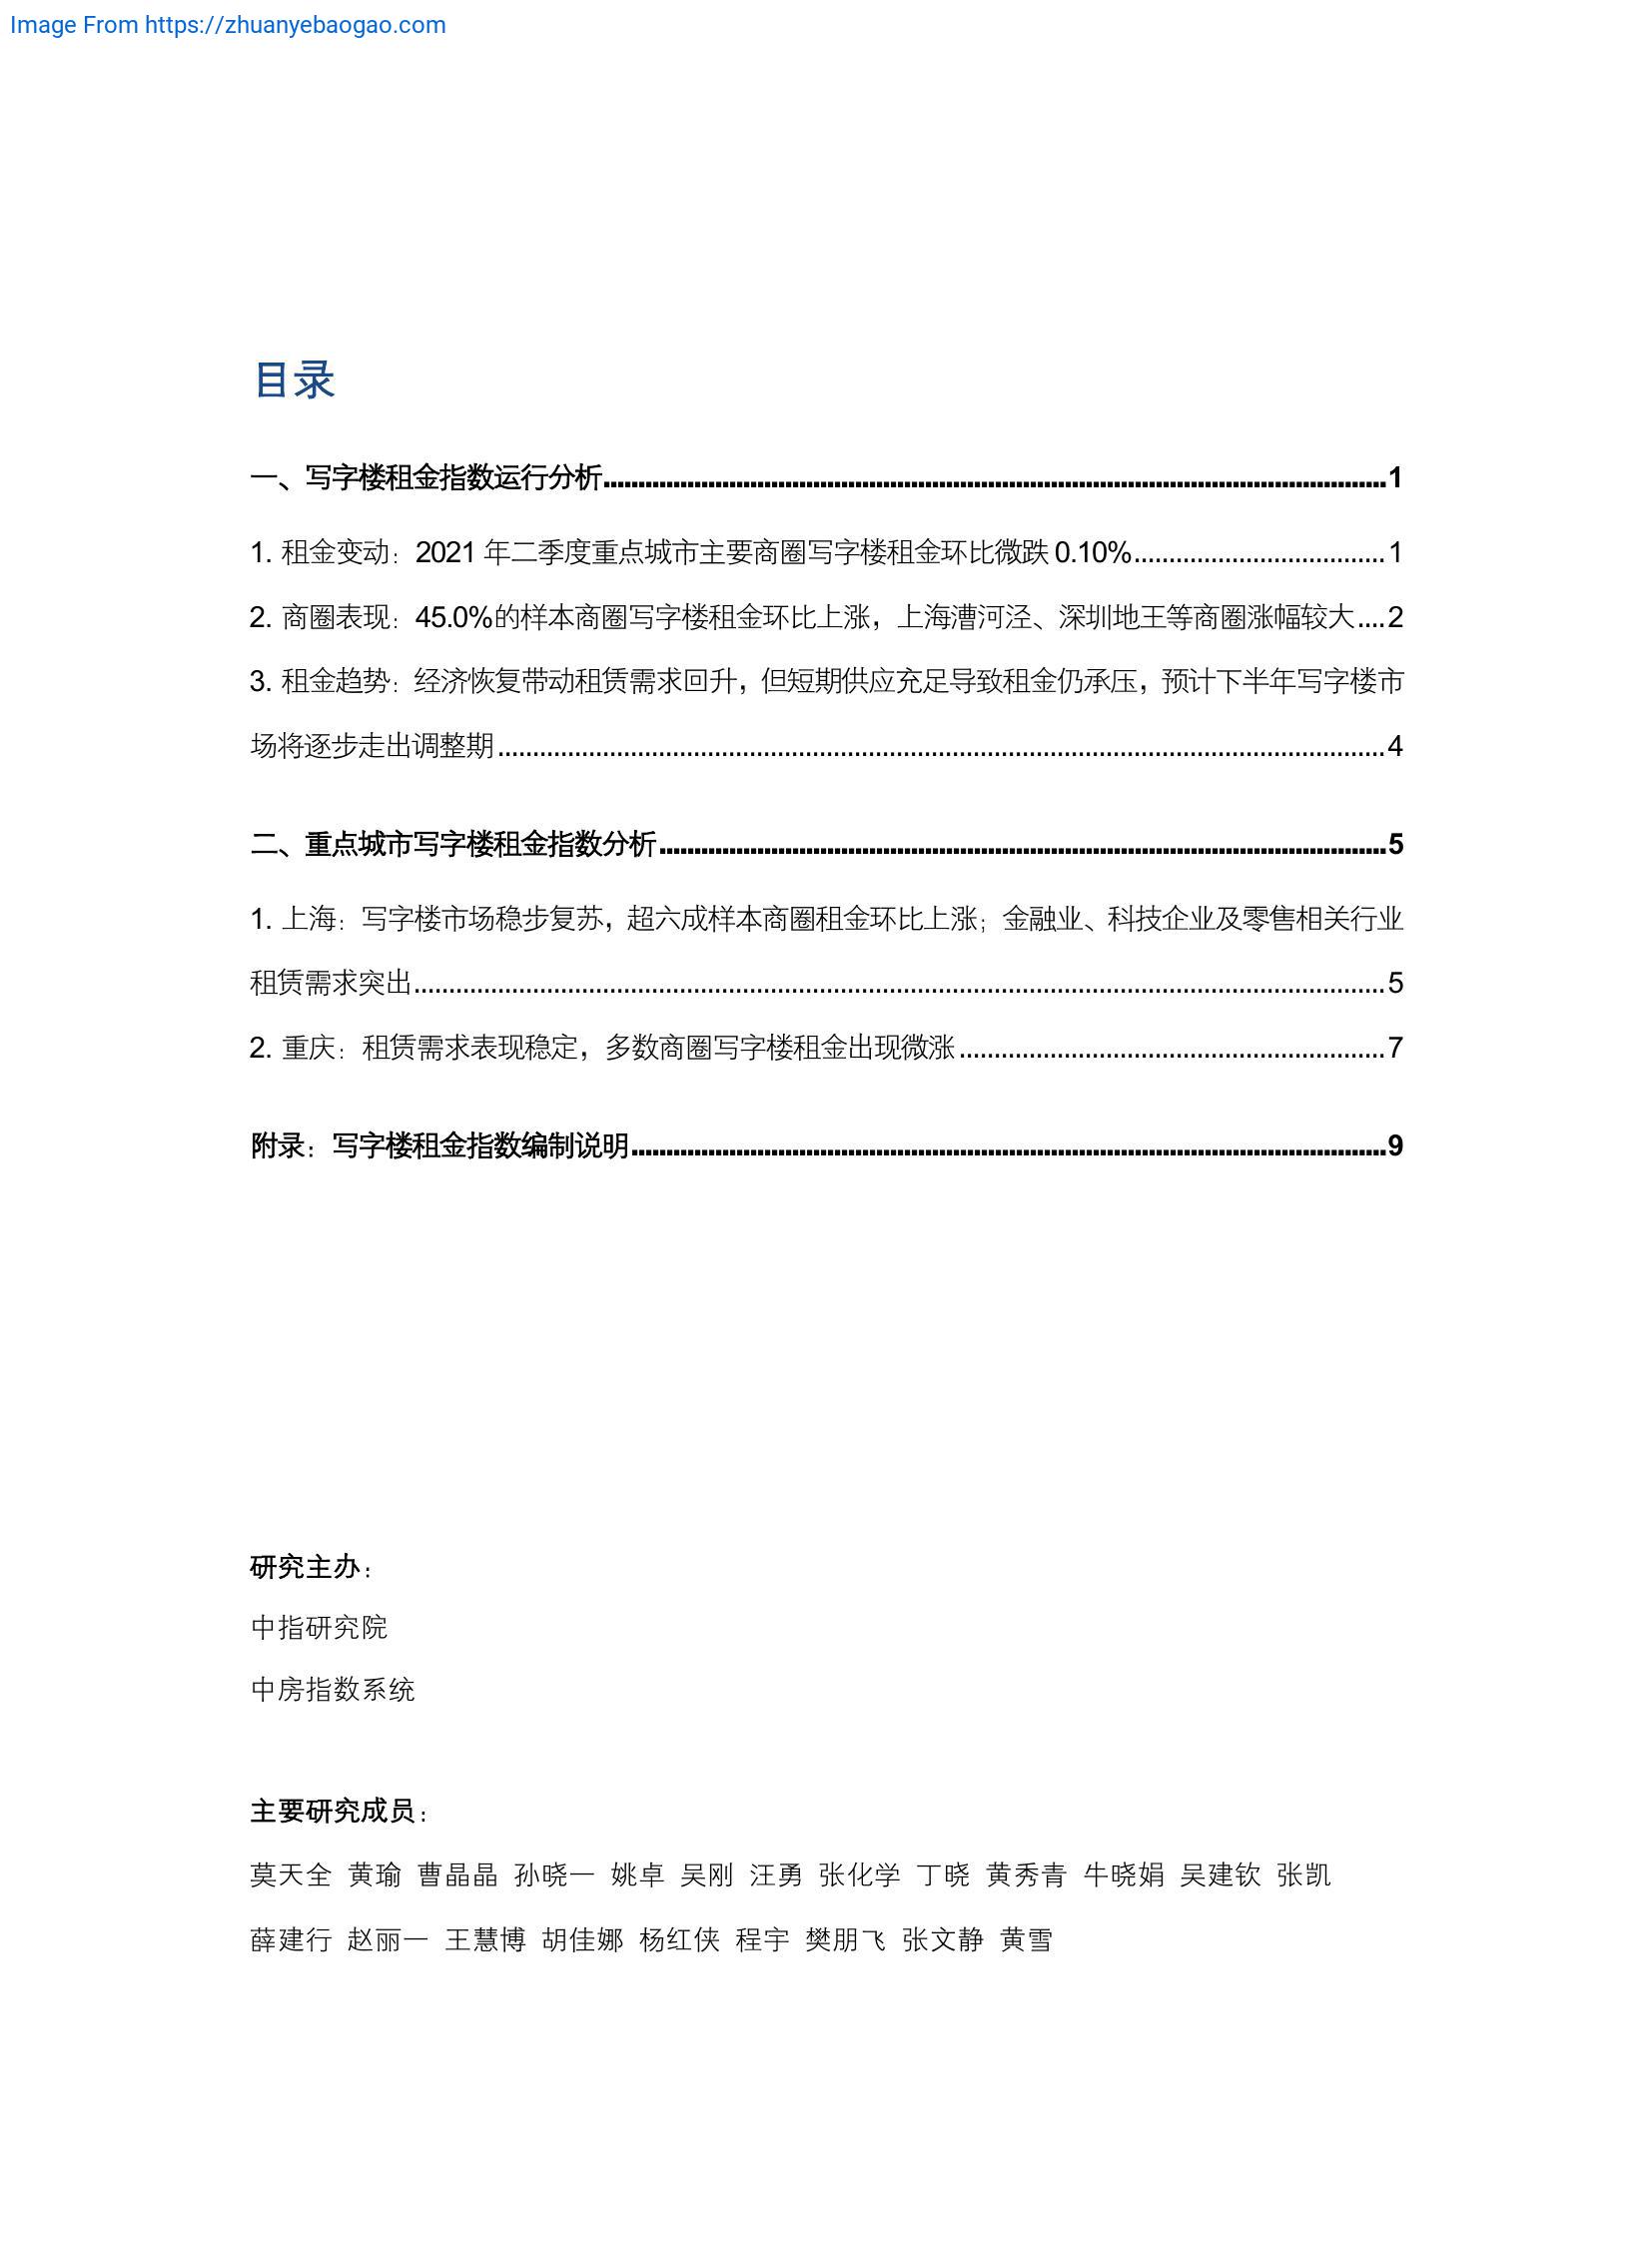 Image From https://zhuanyebaogao.com
目录
一、写字楼租金指数运行分析........................................1
1. 租金变动：2021 年二季度重点城市主要商圈写字楼租金环比微跌 0.10%....................................1
2. 商圈表现：45.0%的样本商圈写字楼租金环比上涨，上海漕河泾、深圳地王等商圈涨幅较大....2
3. 租金趋势：经济恢复带动租赁需求回升，但短期供应充足导致租金仍承压，预计下半年写字楼市
场将逐步走出调整期........................................4
二、重点城市写字楼租金指数分析........................................5
1. 上海：写字楼市场稳步复苏，超六成样本商圈租金环比上涨；金融业、科技企业及零售相关行业
租赁需求突出........................................5
2. 重庆：租赁需求表现稳定，多数商圈写字楼租金出现微涨........................................7
附录：写字楼租金指数编制说明........................................9
研究主办：
中指研究院
中房指数系统
主要研究成员：
莫天全 黄瑜 曹晶晶 孙晓一 姚卓 吴刚 汪勇 张化学 丁晓 黄秀青 牛晓娟 吴建钦 张凯
薛建行 赵丽一 王慧博 胡佳娜 杨红侠 程宇 樊朋飞 张文静 黄雪